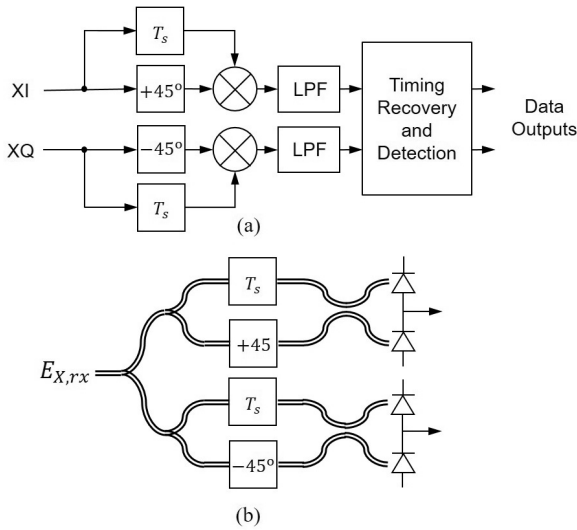 T_s
XI
+45°
LPF
Timing
Recovery
and
Detection
Data
Outputs
XQ
−45°
LPF
T_s
(a)
T_s
+45
E_{X,rx}
T_s
−45°
(b)